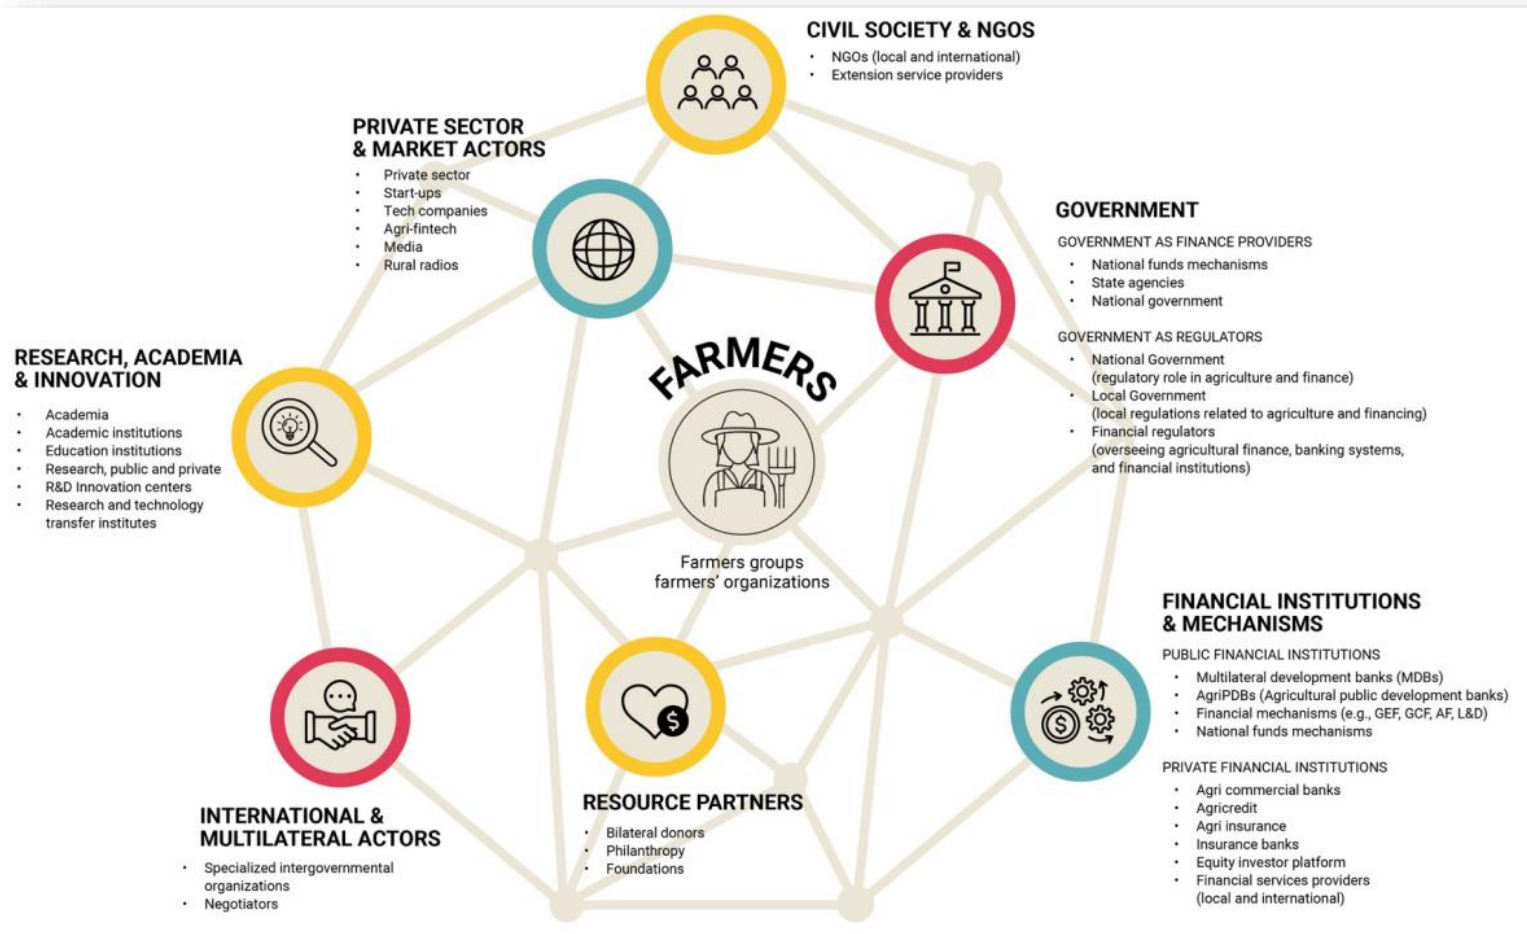 CIVIL SOCIETY & NGOS
• NGOs (local and international)
• Extension service providers
PRIVATE SECTOR
& MARKET ACTORS
• Private sector
• Start-ups
• Tech companies
• Agri-fintech
• Media
• Rural radios
GOVERNMENT
GOVERNMENT AS FINANCE PROVIDERS
• National funds mechanisms
• State agencies
• National government
GOVERNMENT AS REGULATORS
• National Government
(regulatory role in agriculture and finance)
• Local Government
(local regulations related to agriculture and financing)
• Financial regulators
(overseeing agricultural finance, banking systems,
and financial institutions)
RESEARCH, ACADEMIA
& INNOVATION
• Academia
• Academic institutions
• Education institutions
• Research, public and private
• R&D Innovation centers
• Research and technology
transfer institutes
FARMERS
Farmers groups
farmers' organizations
FINANCIAL INSTITUTIONS
& MECHANISMS
PUBLIC FINANCIAL INSTITUTIONS
• Multilateral development banks (MDBs)
• AgriPDBs (Agricultural public development banks)
• Financial mechanisms (e.g., GEF, GCF, AF, L&D)
• National funds mechanisms
PRIVATE FINANCIAL INSTITUTIONS
• Agri commercial banks
• Agricredit
• Agri insurance
• Insurance banks
• Equity investor platform
• Financial services providers
(local and international)
$
$
RESOURCE PARTNERS
• Bilateral donors
• Philanthropy
• Foundations
INTERNATIONAL &
MULTILATERAL ACTORS
• Specialized intergovernmental
organizations
• Negotiators